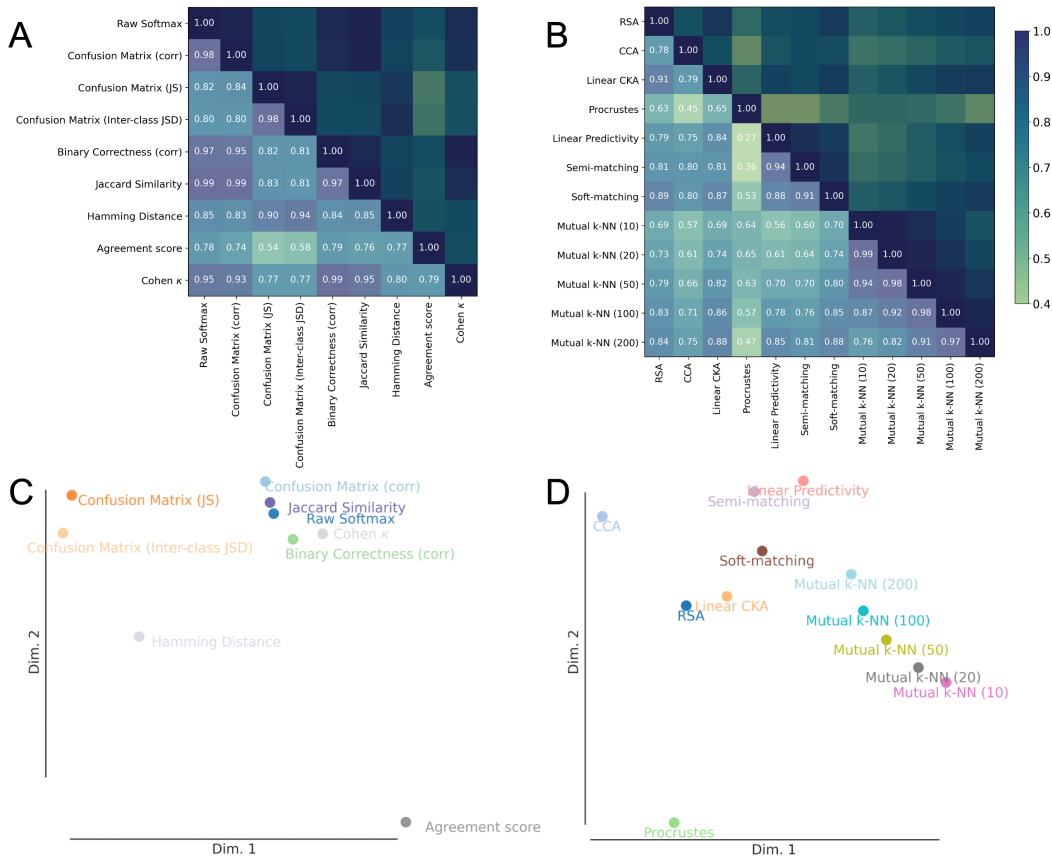 A
Raw Softmax 1.00
Confusion Matrix (corr) 0.98 1.00
Confusion Matrix (JS) 0.82 0.84 1.00
Confusion Matrix (Inter-class JSD) 0.80 0.80 0.98 1.00
Binary Correctness (corr) 0.97 0.95 0.82 0.81 1.00
Jaccard Similarity 0.99 0.99 0.83 0.81 0.97 1.00
Hamming Distance 0.85 0.83 0.90 0.94 0.84 0.85 1.00
Agreement score 0.78 0.74 0.54 0.58 0.79 0.76 0.77 1.00
Cohen κ 0.95 0.93 0.77 0.77 0.99 0.95 0.80 0.79 1.00
Raw Softmax
Confusion Matrix (corr)
Confusion Matrix (JS)
Confusion Matrix (Inter-class JSD)
Binary Correctness (corr)
Jaccard Similarity
Hamming Distance
Agreement score
Cohen κ
B
RSA 1.00
CCA 0.78 1.00
Linear CKA 0.91 0.79 1.00
Procrustes 0.63 0.45 0.65 1.00
Linear Predictivity 0.79 0.75 0.84 0.27 1.00
Semi-matching 0.81 0.80 0.81 0.36 0.94 1.00
Soft-matching 0.89 0.80 0.87 0.53 0.88 0.91 1.00
Mutual k-NN (10) 0.69 0.57 0.69 0.64 0.56 0.60 0.70 1.00
Mutual k-NN (20) 0.73 0.61 0.74 0.65 0.61 0.64 0.74 0.99 1.00
Mutual k-NN (50) 0.79 0.66 0.82 0.63 0.70 0.70 0.80 0.94 0.98 1.00
Mutual k-NN (100) 0.83 0.71 0.86 0.57 0.78 0.76 0.85 0.87 0.92 0.98 1.00
Mutual k-NN (200) 0.84 0.75 0.88 0.47 0.85 0.81 0.88 0.76 0.82 0.91 0.97 1.00
RSA
CCA
Linear CKA
Procrustes
Linear Predictivity
Semi-matching
Soft-matching
Mutual k-NN (10)
Mutual k-NN (20)
Mutual k-NN (50)
Mutual k-NN (100)
Mutual k-NN (200)
1.0
0.9
0.8
0.7
0.6
0.5
0.4
C
Confusion Matrix (corr)
Confusion Matrix (JS)
Jaccard Similarity
Raw Softmax
Cohen κ
Confusion Matrix (Inter-class JSD)
Binary Correctness (corr)
Hamming Distance
Agreement score
Dim. 2
Dim. 1
D
Linear Predictivity
Semi-matching
CCA
Soft-matching
Mutual k-NN (200)
Linear CKA
RSA
Mutual k-NN (100)
Mutual k-NN (50)
Mutual k-NN (20)
Mutual k-NN (10)
Procrustes
Dim. 2
Dim. 1